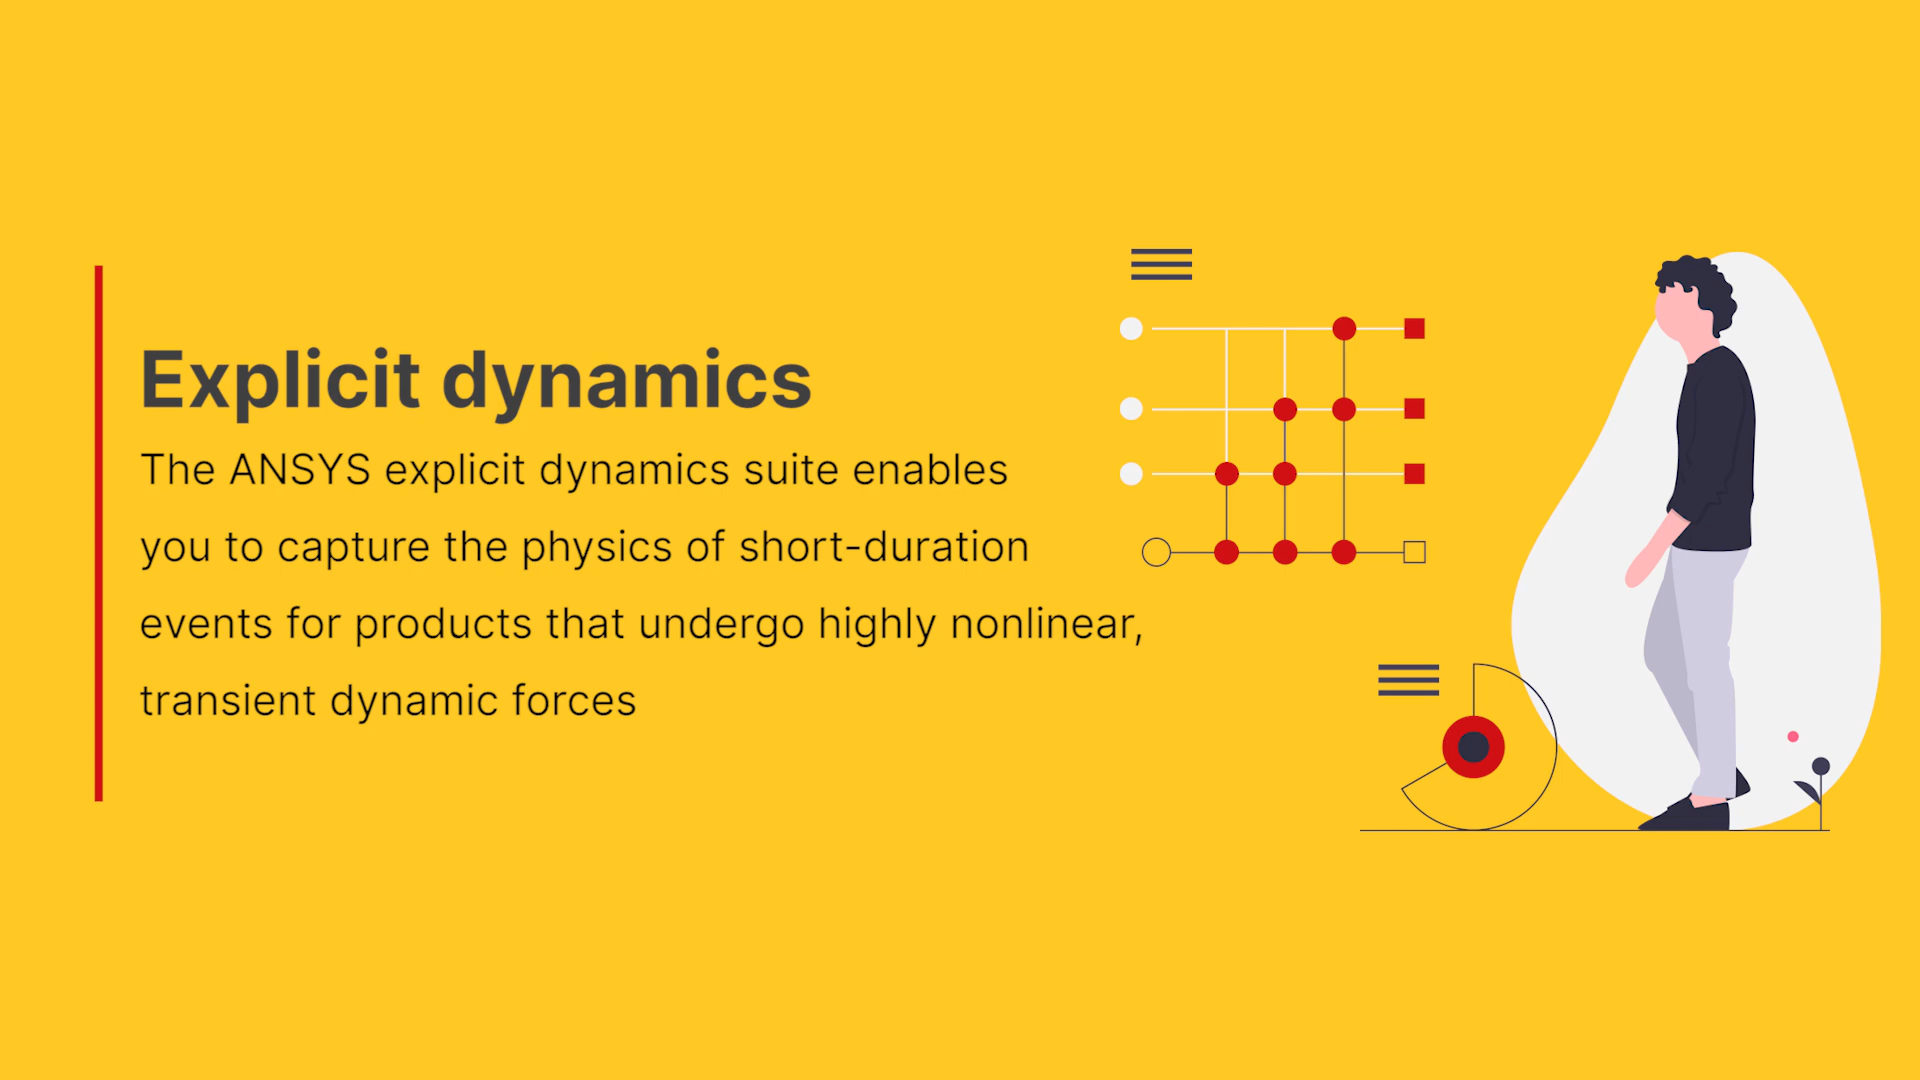 Explicit dynamics
The ANSYS explicit dynamics suite enables
you to capture the physics of short-duration
events for products that undergo highly nonlinear,
transient dynamic forces